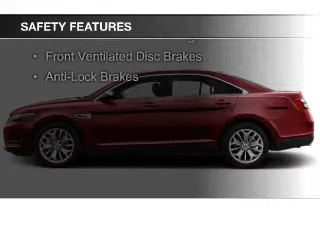 SAFETY FEATURES
• Front Ventilated Disc Brakes
• Anti-Lock Brakes